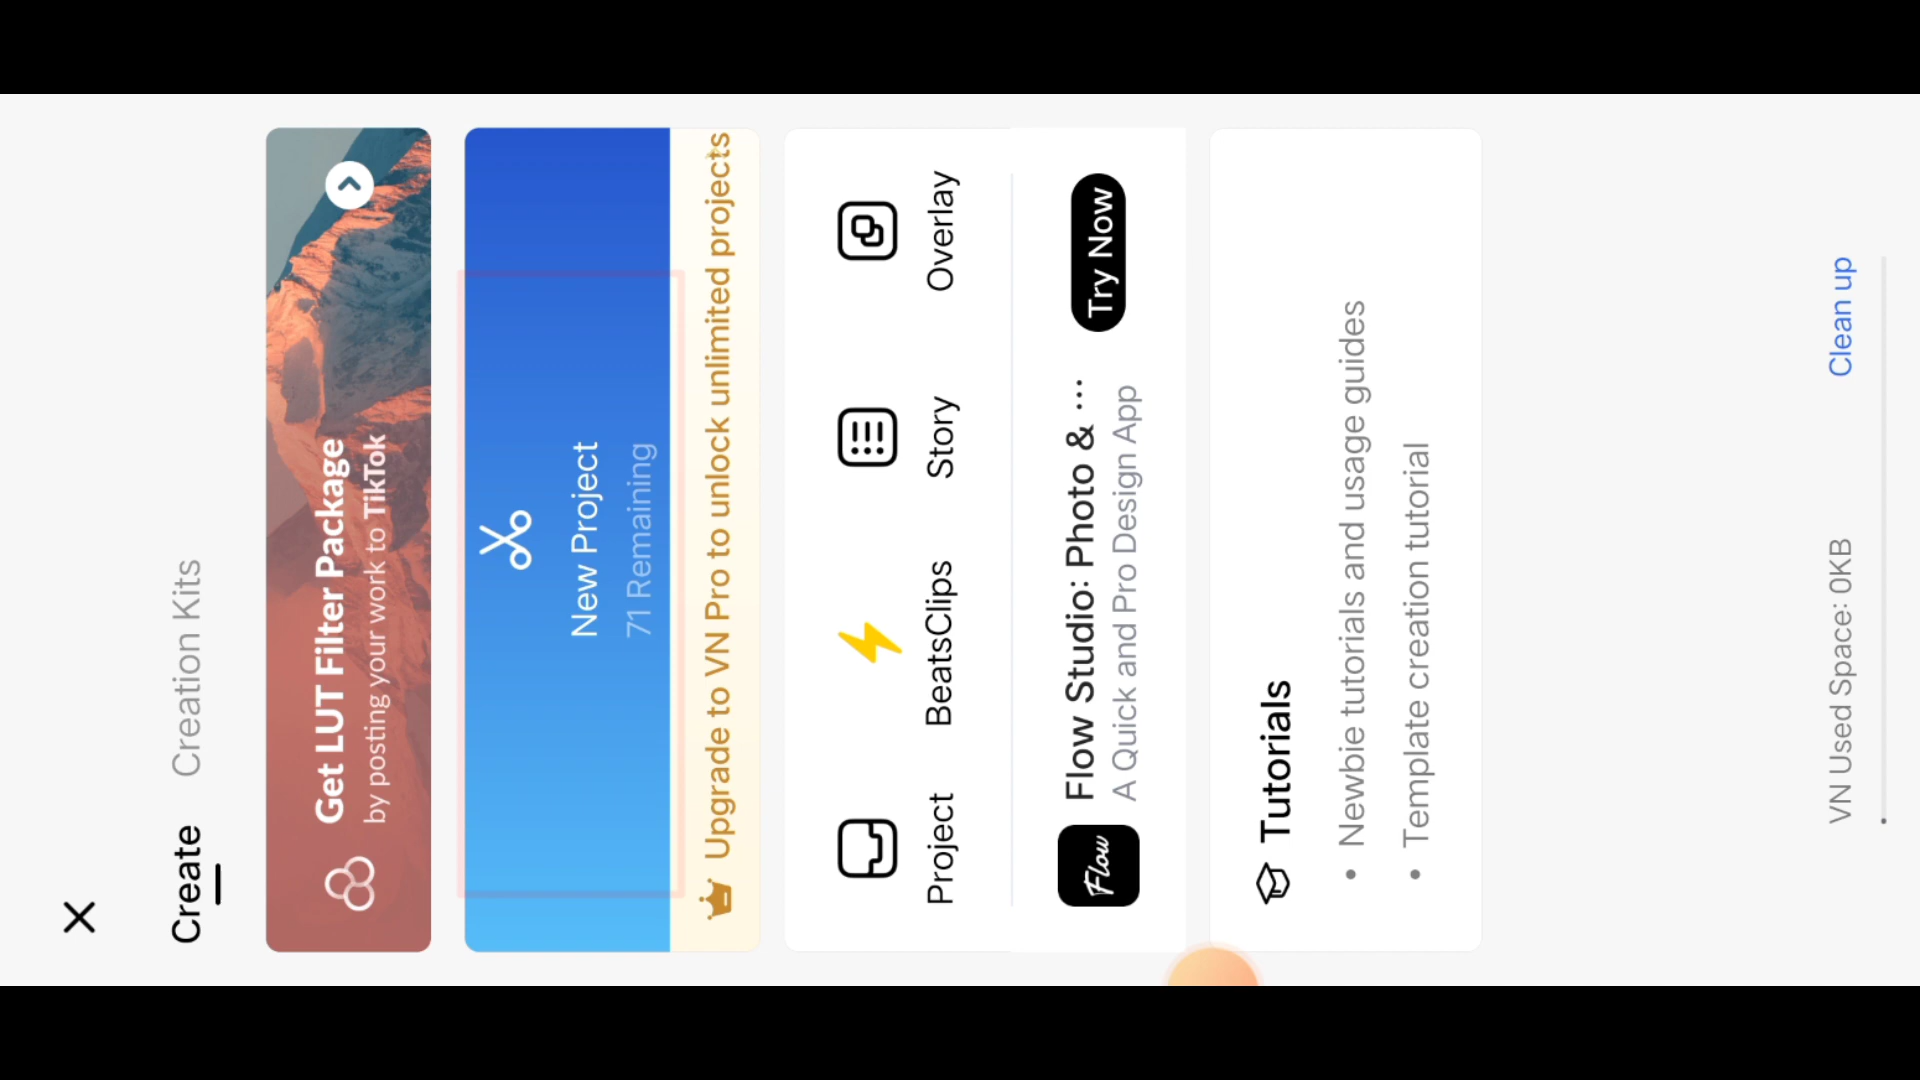 Create Creation Kits
Get LUT Filter Package
by posting your work to TikTok
New Project
71 Remaining
Upgrade to VN Pro to unlock unlimited projects
Project BeatsClips Story Overlay
Flow
Flow Studio: Photo & ...
A Quick and Pro Design App
Try Now
Tutorials
• Newbie tutorials and usage guides
• Template creation tutorial
VN Used Space: 0KB Clean up